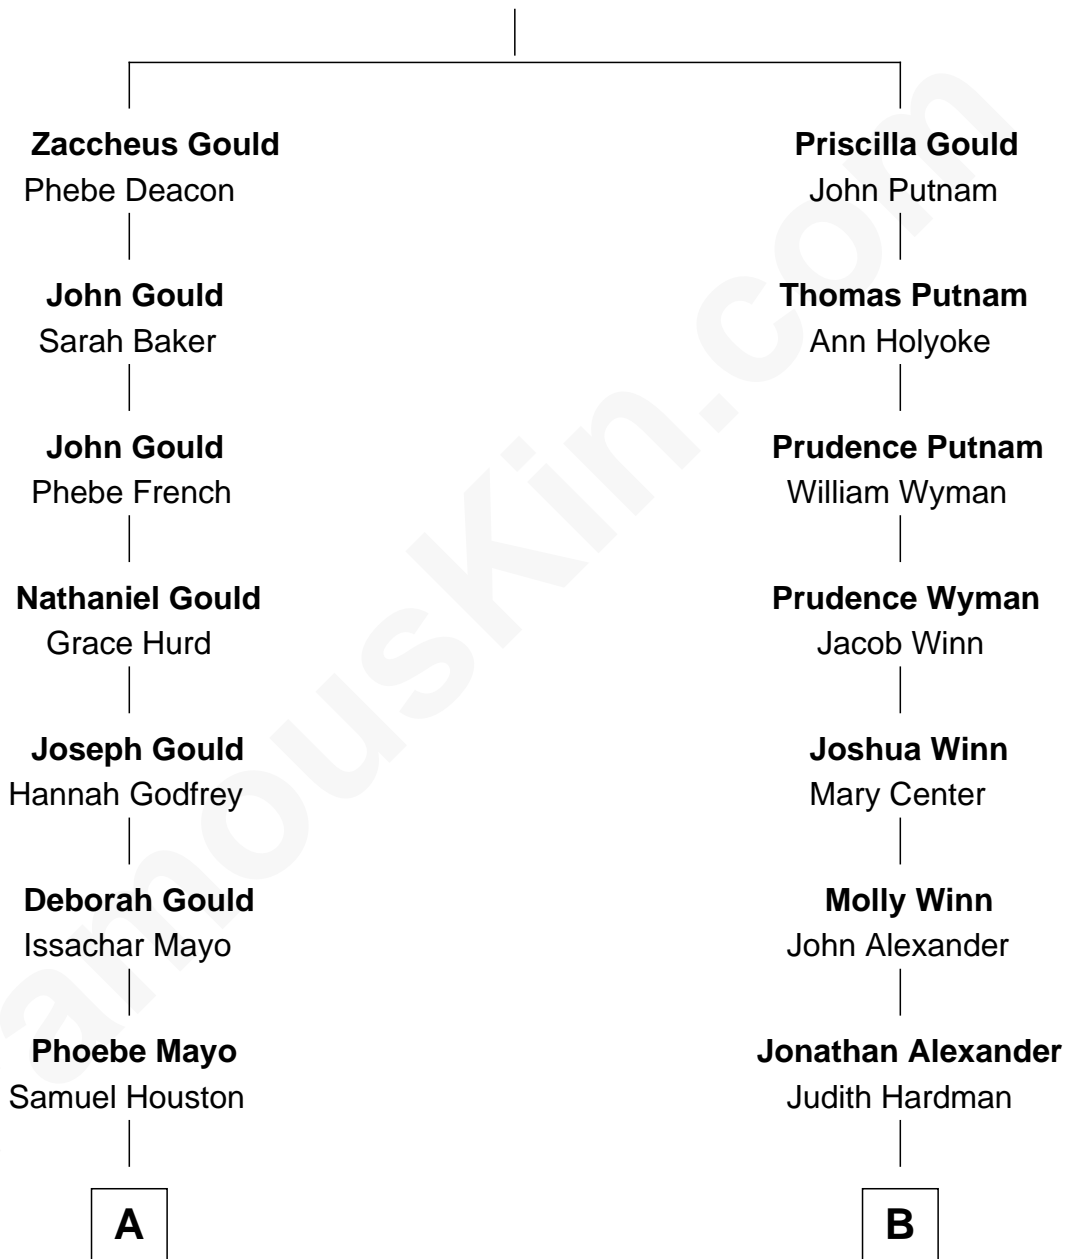 Zaccheus Gould
Phebe Deacon
Priscilla Gould
John Putnam
John Gould
Sarah Baker
Thomas Putnam
Ann Holyoke
John Gould
Phebe French
Prudence Putnam
William Wyman
Nathaniel Gould
Grace Hurd
Prudence Wyman
Jacob Winn
Joseph Gould
Hannah Godfrey
Joshua Winn
Mary Center
Deborah Gould
Issachar Mayo
Molly Winn
John Alexander
Phoebe Mayo
Samuel Houston
Jonathan Alexander
Judith Hardman
A
B
amouskin.com